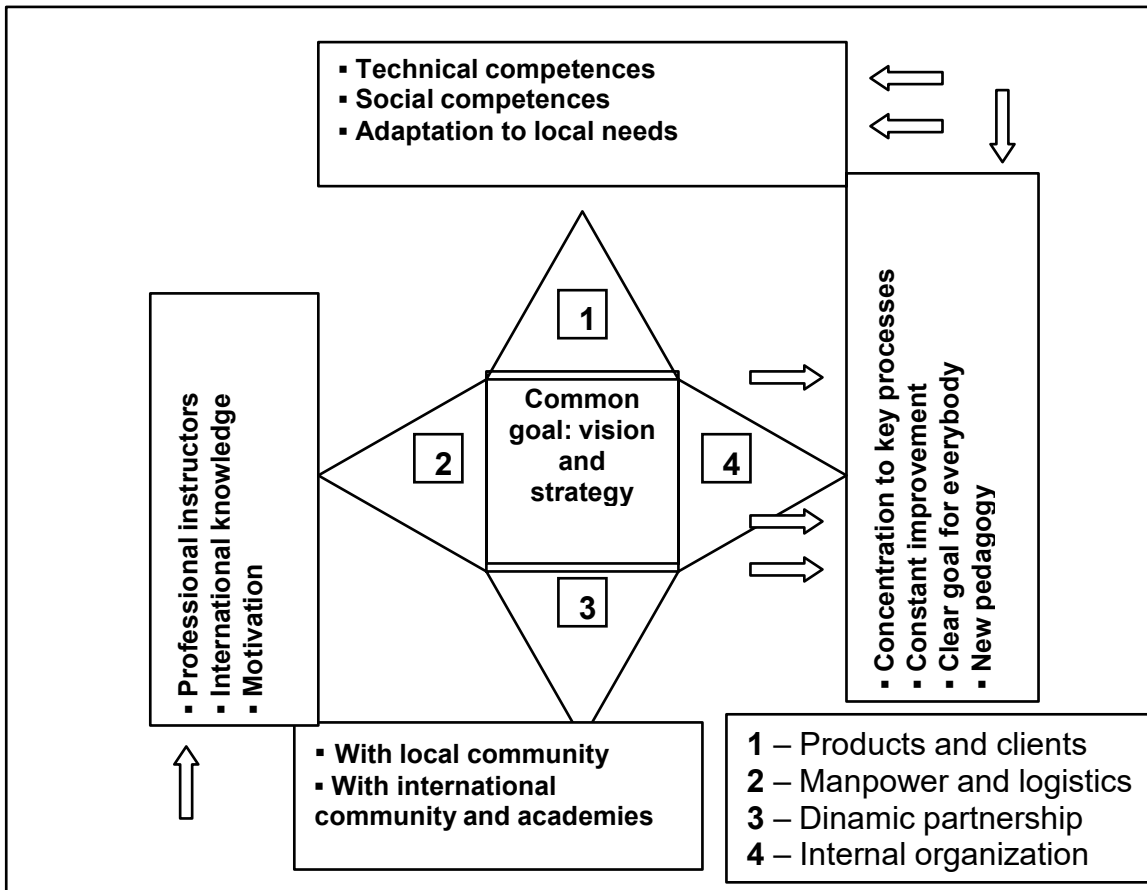 ▪ Technical competences
▪ Social competences
▪ Adaptation to local needs
1
Common
goal: vision
and
strategy
2
4
3
▪ Professional instructors
▪ International knowledge
▪ Motivation
▪ Concentration to key processes
▪ Constant improvement
▪ Clear goal for everybody
▪ New pedagogy
▪ With local community
▪ With international
community and academies
1 – Products and clients
2 – Manpower and logistics
3 – Dinamic partnership
4 – Internal organization